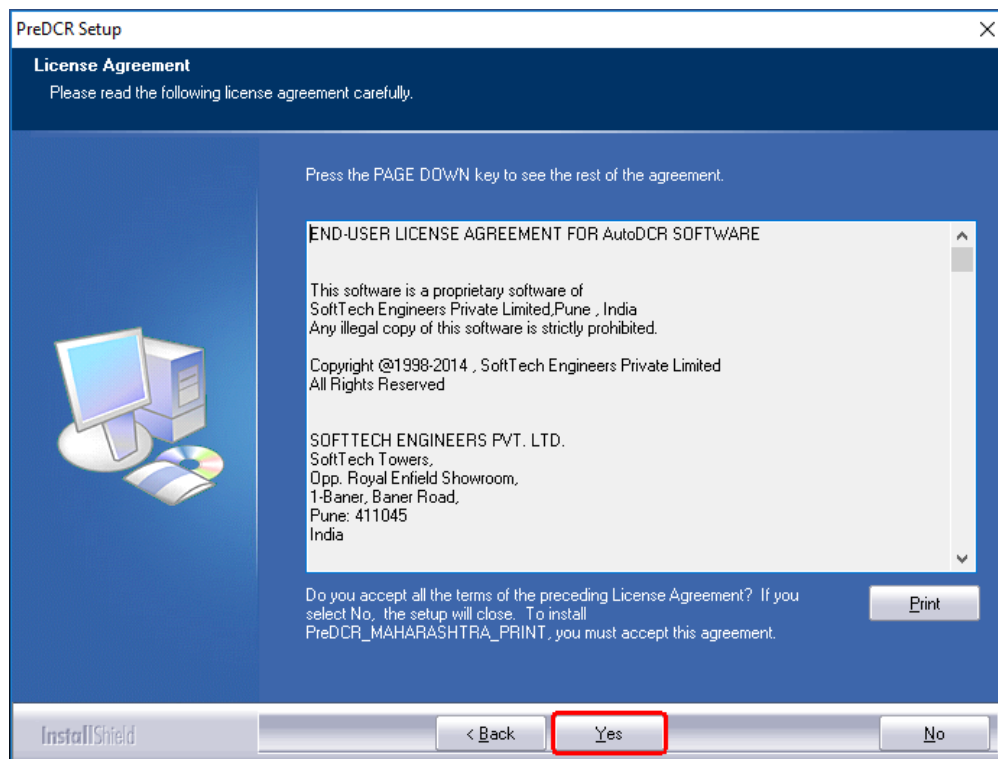 PreDCR Setup
License Agreement
Please read the following license agreement carefully.
Press the PAGE DOWN key to see the rest of the agreement.
END-USER LICENSE AGREEMENT FOR AutoDCR SOFTWARE
This software is a proprietary software of
SoftTech Engineers Private Limited,Pune , India
Any illegal copy of this software is strictly prohibited.
Copyright @1998-2014 , SoftTech Engineers Private Limited
All Rights Reserved
SOFTTECH ENGINEERS PVT. LTD.
SoftTech Towers,
Opp. Royal Enfield Showroom,
1-Baner, Baner Road,
Pune: 411045
India
Do you accept all the terms of the preceding License Agreement? If you
select No, the setup will close. To install
PreDCR_MAHARASHTRA_PRINT, you must accept this agreement.
Print
InstallShield
< Back
Yes
No